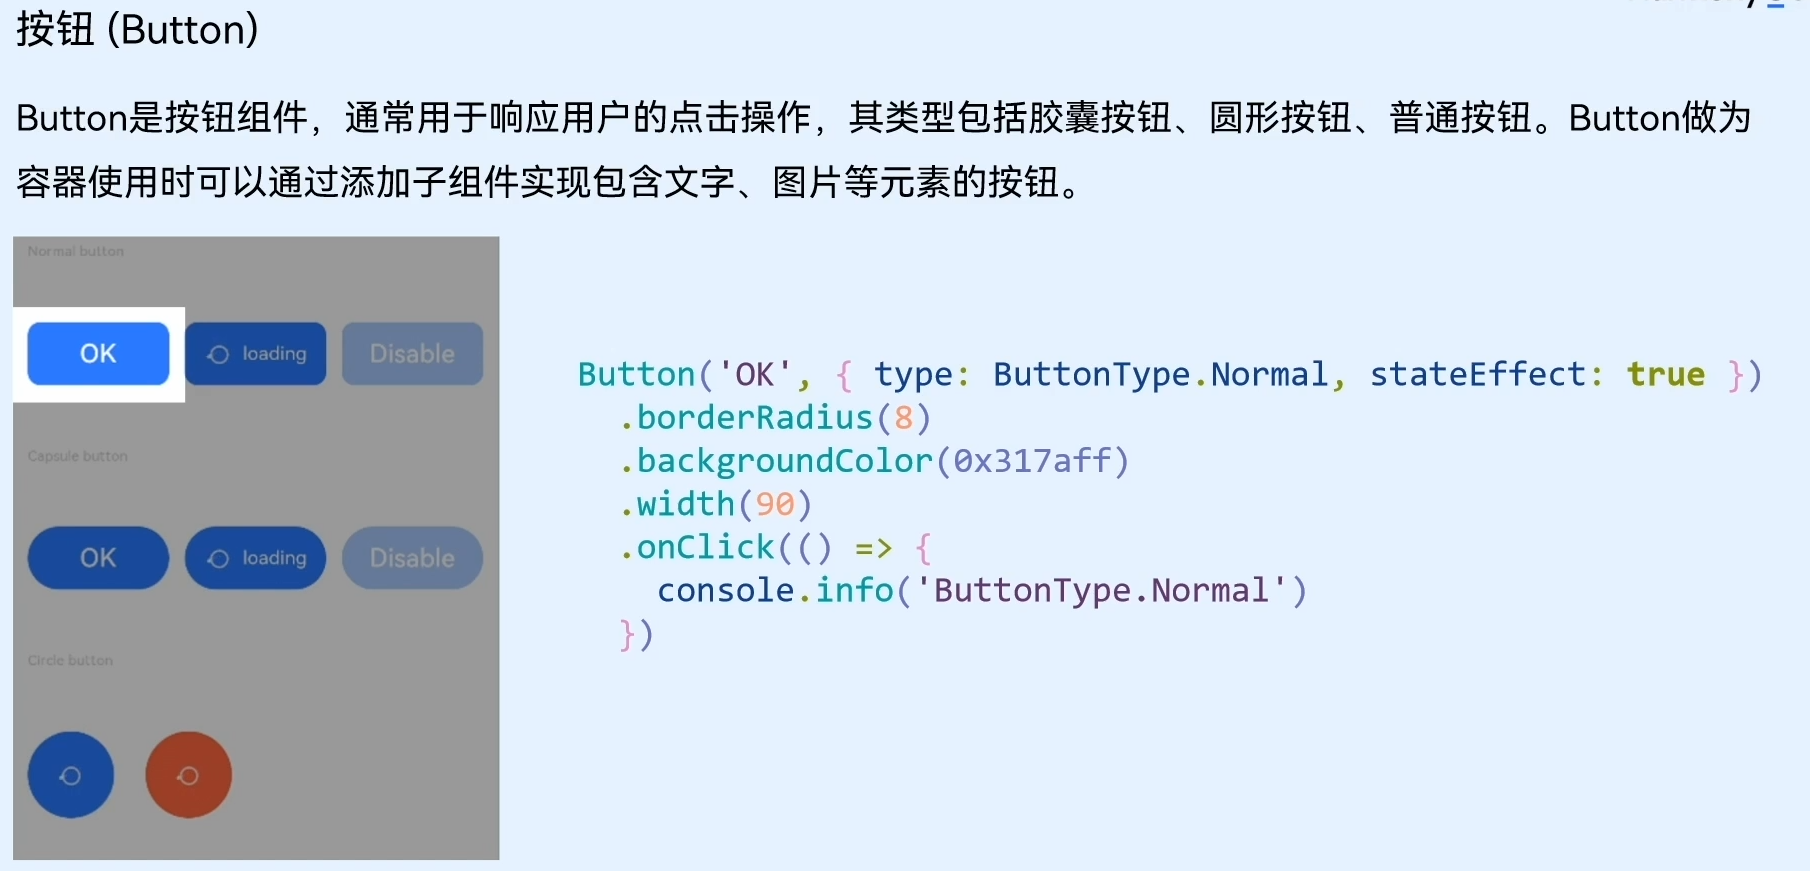 按钮 (Button)
Button是按钮组件，通常用于响应用户的点击操作，其类型包括胶囊按钮、圆形按钮、普通按钮。Button做为
容器使用时可以通过添加子组件实现包含文字、图片等元素的按钮。
Normal button
OK
loading
Disable
Capsule button
OK
loading
Disable
Circle button
Button('OK', { type: ButtonType.Normal, stateEffect: true })
.borderRadius(8)
.backgroundColor(0x317aff)
.width(90)
.onClick(() => {
console.info('ButtonType.Normal')
})